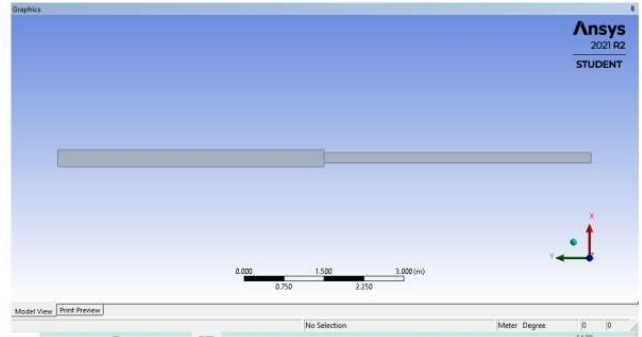 Graphics
Ansys
2021 R2
STUDENT
X
Y
0.000 1.500 3.000 (m)
0.750 2.250
Model View Print Preview
No Selection Meter Degree 0 0